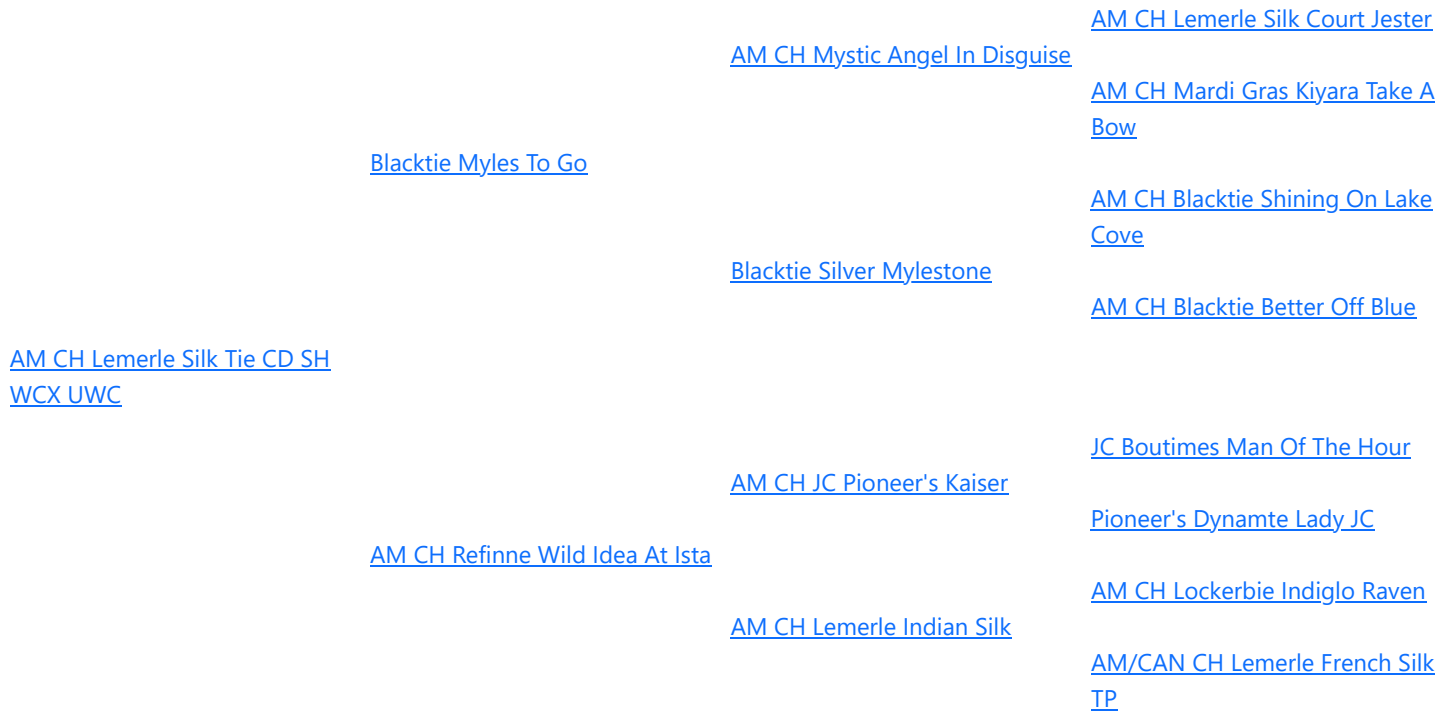 AM CH Lemerle Silk Court Jester
AM CH Mystic Angel In Disguise
AM CH Mardi Gras Kiyara Take A
Bow
Blacktie Myles To Go
AM CH Blacktie Shining On Lake
Cove
Blacktie Silver Mylestone
AM CH Blacktie Better Off Blue
AM CH Lemerle Silk Tie CD SH
WCX UWC
JC Boutimes Man Of The Hour
AM CH JC Pioneer's Kaiser
Pioneer's Dynamte Lady JC
AM CH Refinne Wild Idea At Ista
AM CH Lockerbie Indiglo Raven
AM CH Lemerle Indian Silk
AM/CAN CH Lemerle French Silk
TP